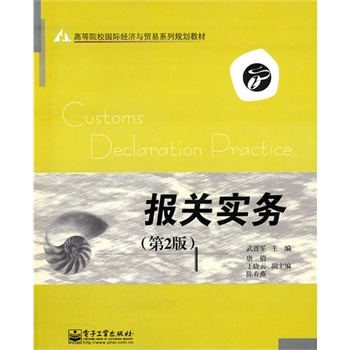 高等院校国际经济与贸易系列规划教材
Customs
Declaration Practice
报关实务
(第2版)
武晋军 主 编
唐 俏
丁晓云 副主编
陈春燕
电子工业出版社